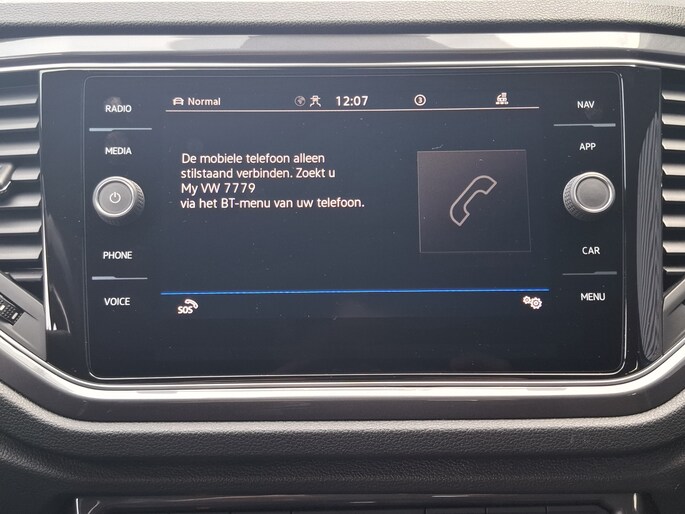 RADIO
MEDIA
PHONE
VOICE
Normal
12:07
3
De mobiele telefoon alleen
stilstaand verbinden. Zoekt u
My VW 7779
via het BT-menu van uw telefoon.
SOS
NAV
APP
CAR
MENU